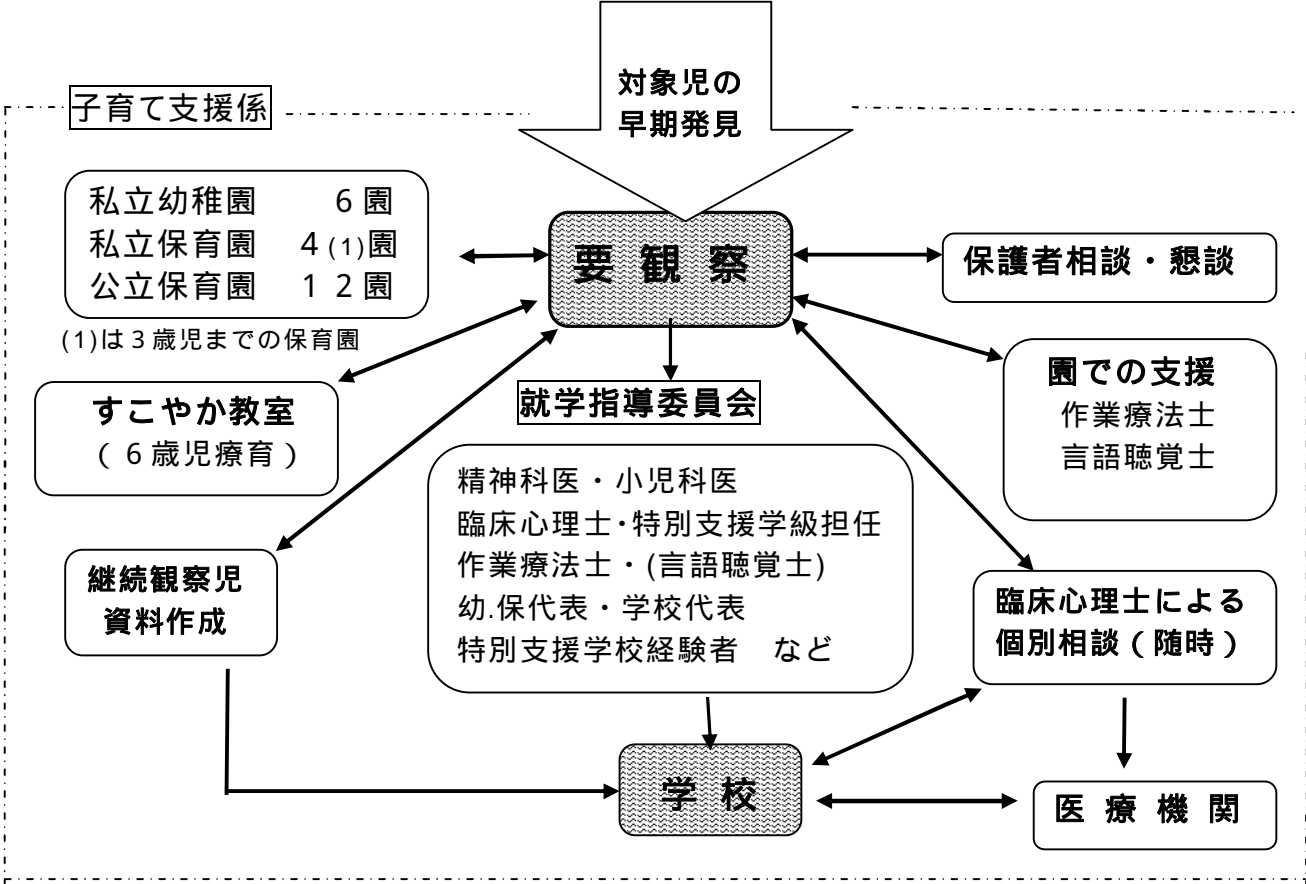 対象児の
早期発見
子育て支援係
私立幼稚園 6園
私立保育園 4(1)園
公立保育園 12園
(1)は3歳児までの保育園
要観察
保護者相談・懇談
すこやか教室
(6歳児療育)
就学指導委員会
園での支援
作業療法士
言語聴覚士
精神科医・小児科医
臨床心理士・特別支援学級担任
作業療法士・(言語聴覚士)
幼.保代表・学校代表
特別支援学校経験者 など
継続観察児
資料作成
臨床心理士による
個別相談(随時)
学校
医療機関